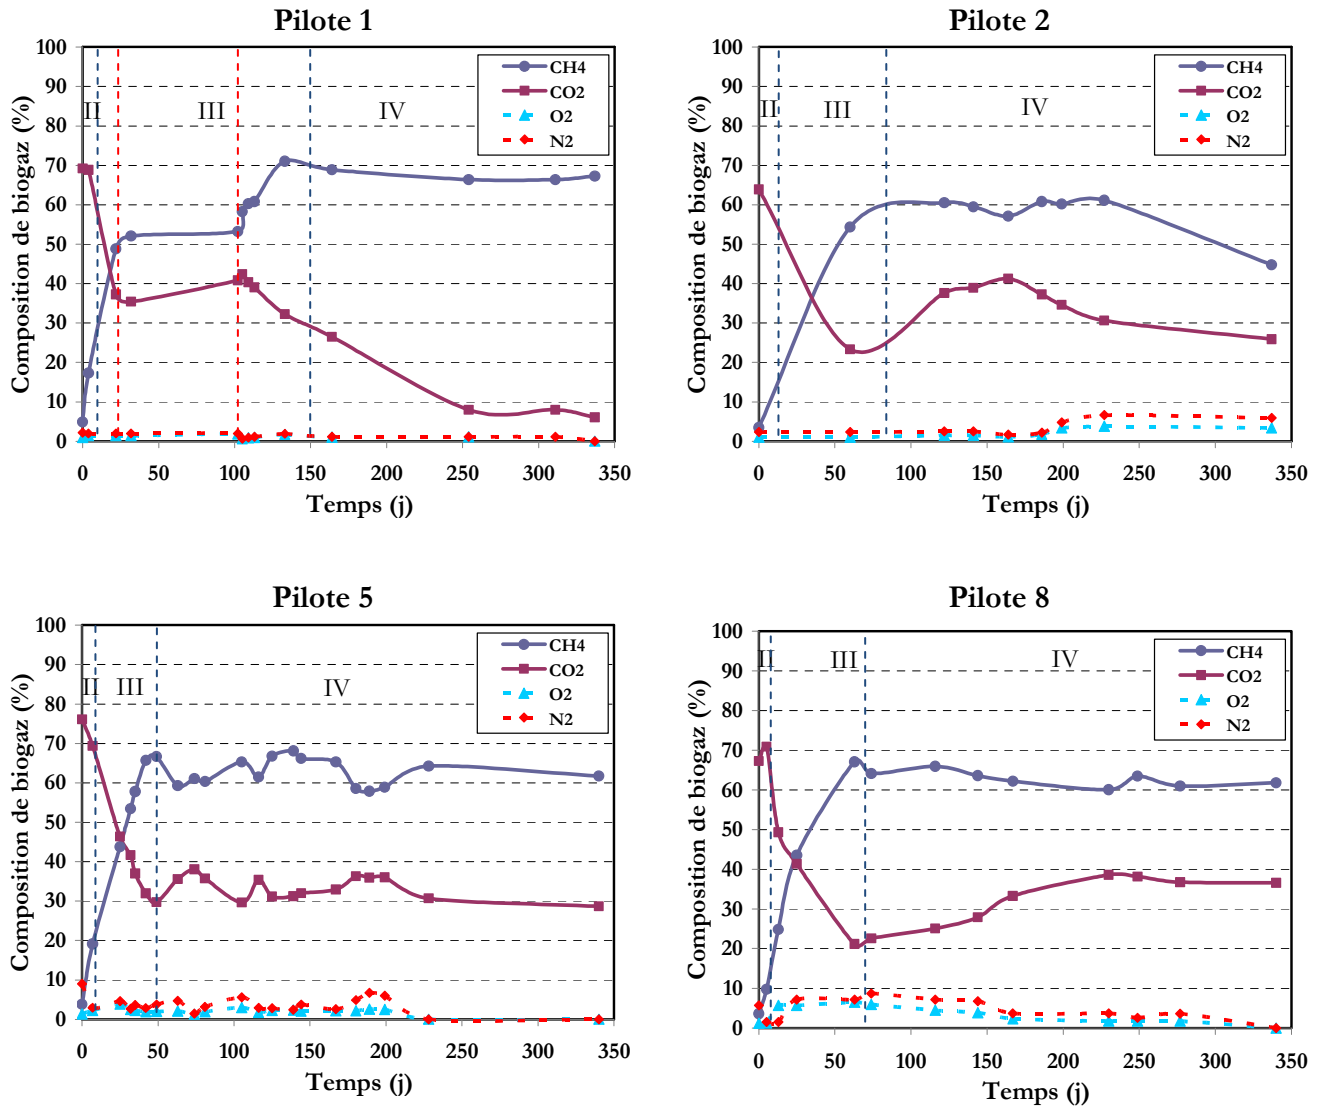 Pilote 1
Composition de biogaz (%)
100
90
80
70
60
50
40
30
20
10
0
II
III
IV
CH4
CO2
O2
N2
0 50 100 150 200 250 300 350
Temps (j)
Pilote 2
Composition de biogaz (%)
100
90
80
70
60
50
40
30
20
10
0
II
III
IV
CH4
CO2
O2
N2
0 50 100 150 200 250 300 350
Temps (j)
Pilote 5
Composition de biogaz (%)
100
90
80
70
60
50
40
30
20
10
0
II
III
IV
CH4
CO2
O2
N2
0 50 100 150 200 250 300 350
Temps (j)
Pilote 8
Composition de biogaz (%)
100
90
80
70
60
50
40
30
20
10
0
II
III
IV
CH4
CO2
O2
N2
0 50 100 150 200 250 300 350
Temps (j)